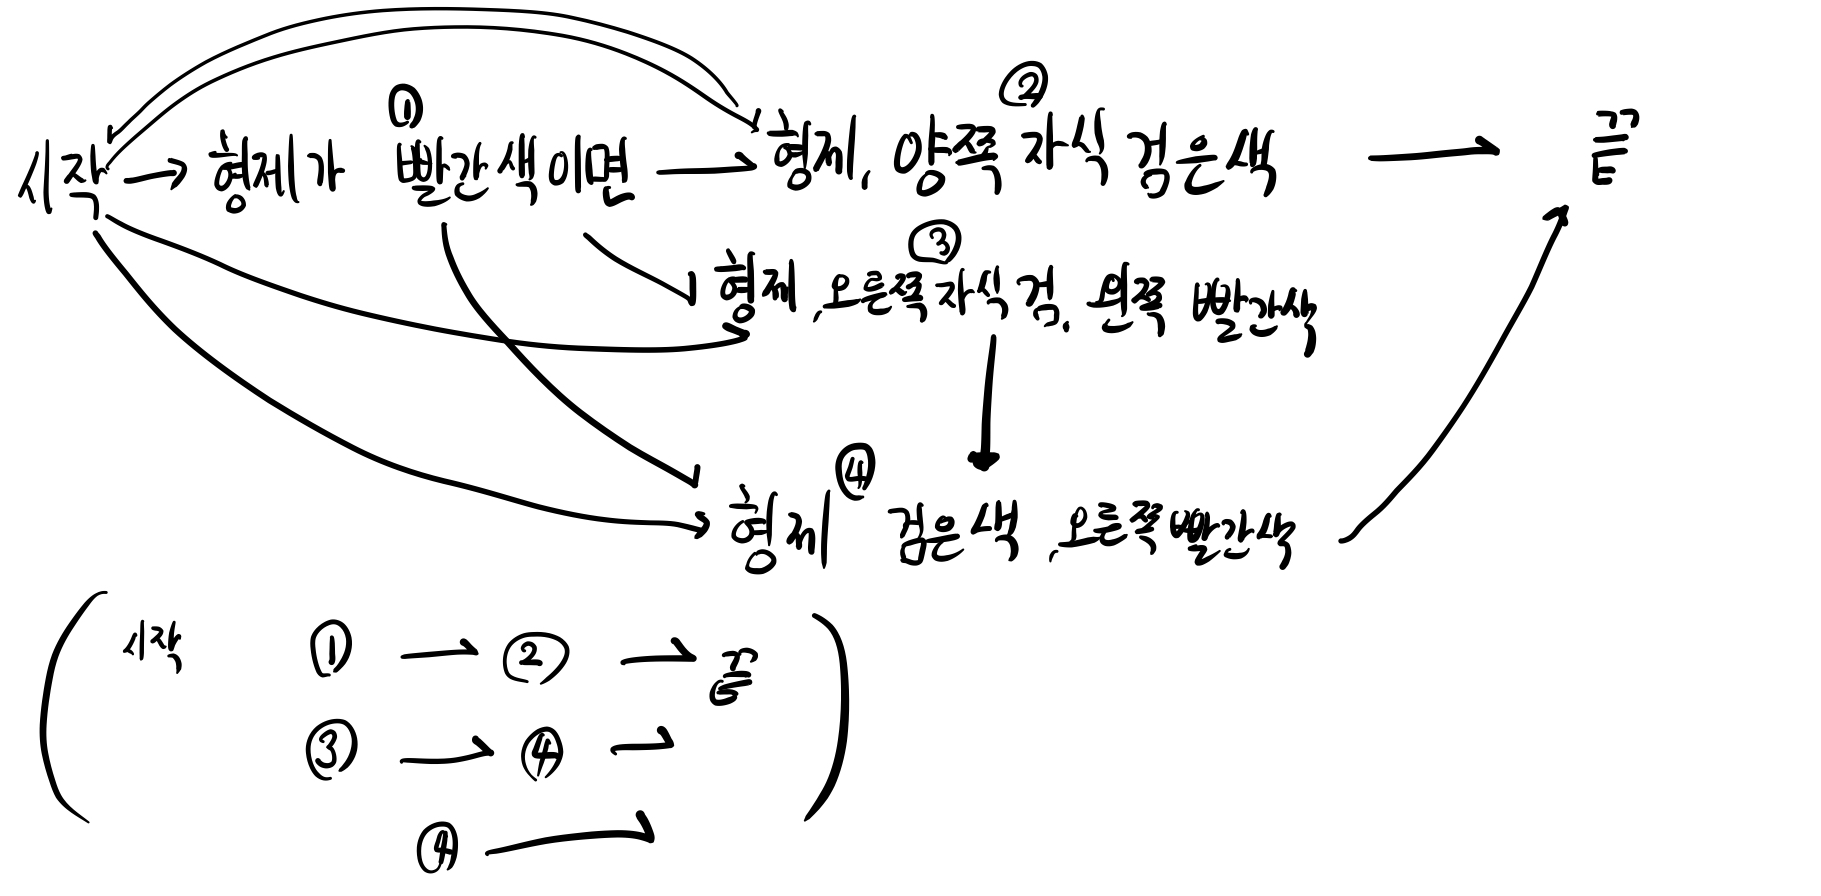 ①
②
시작 → 형제가 빨간색이면 → 형제, 양쪽 자식 검은색 → 끝
③
형제, 오른쪽 자식 검, 왼쪽 빨간색
④
형제 검은색, 오른쪽 빨간색
시작 ① → ② → 끝
③ → ④ →
④ →